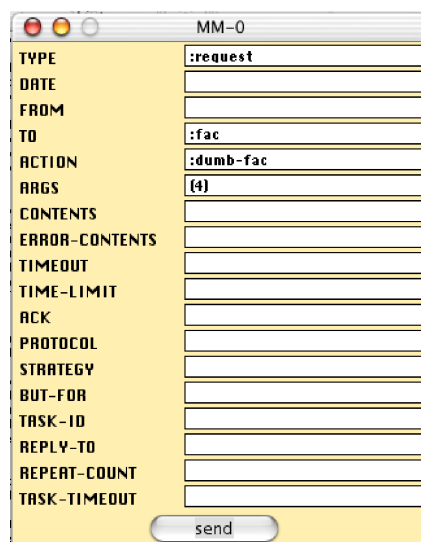 MM-0
TYPE :request
DATE
FROM
TO :fac
ACTION :dumb-fac
ARGS (4)
CONTENTS
ERROR-CONTENTS
TIMEOUT
TIME-LIMIT
ACK
PROTOCOL
STRATEGY
BUT-FOR
TASK-ID
REPLY-TO
REPEAT-COUNT
TASK-TIMEOUT
send